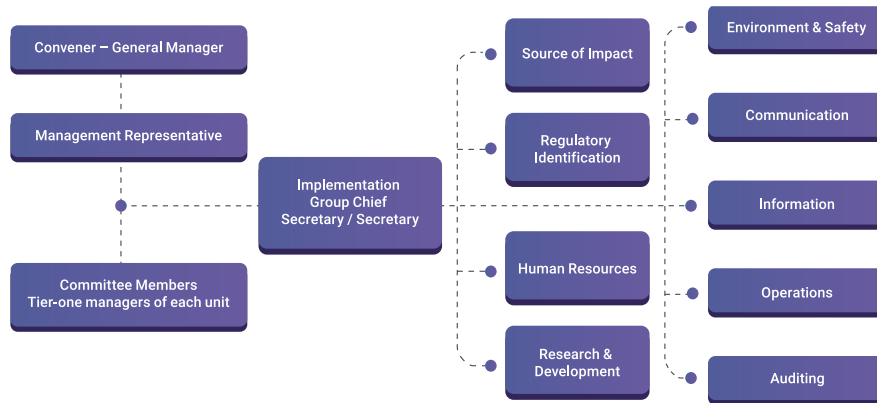 Convener – General Manager
Management Representative
Committee Members
Tier-one managers of each unit
Implementation
Group Chief
Secretary / Secretary
Source of Impact
Regulatory
Identification
Human Resources
Research &
Development
Environment & Safety
Communication
Information
Operations
Auditing